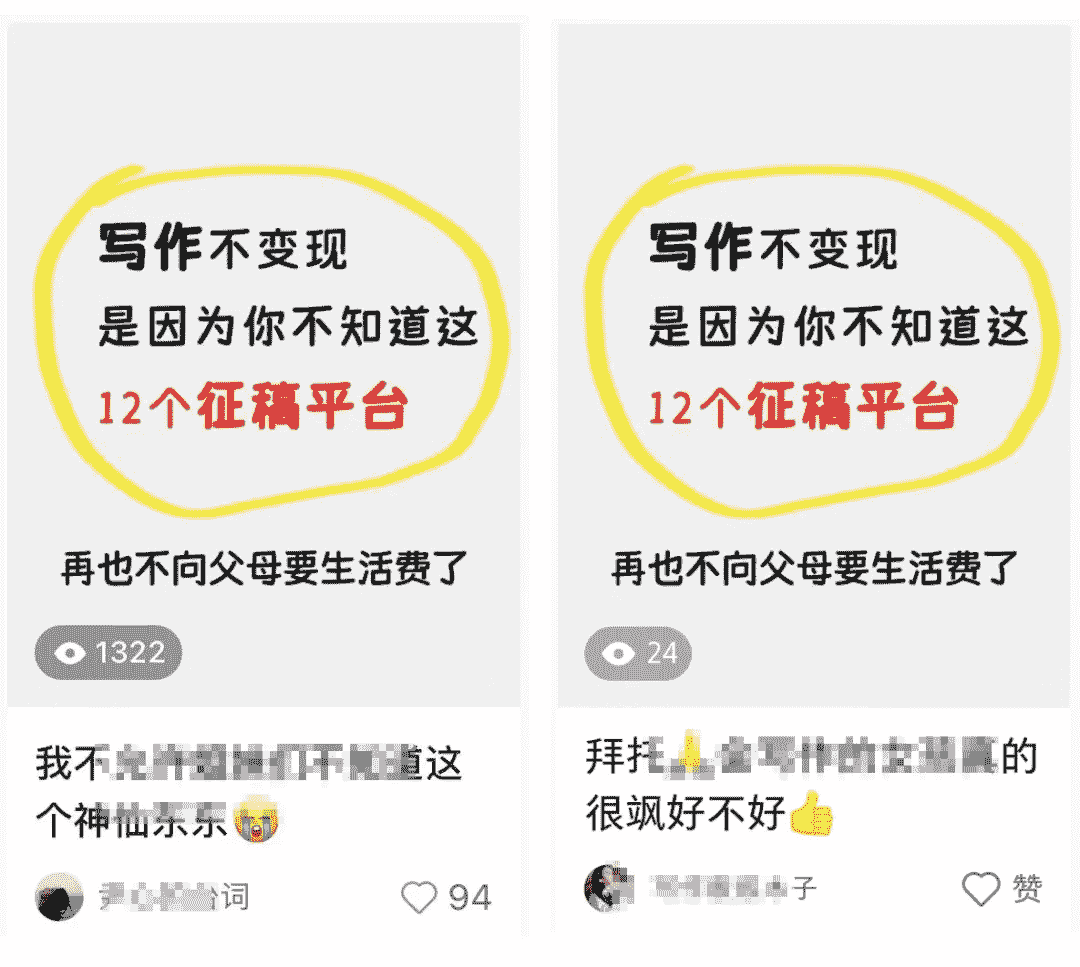 写作不变现
是因为你不知道这
12个征稿平台
再也不向父母要生活费了
1322
我不道这
个神仙东东
词
94
写作不变现
是因为你不知道这
12个征稿平台
再也不向父母要生活费了
24
拜托的
很飒好不好
子
赞